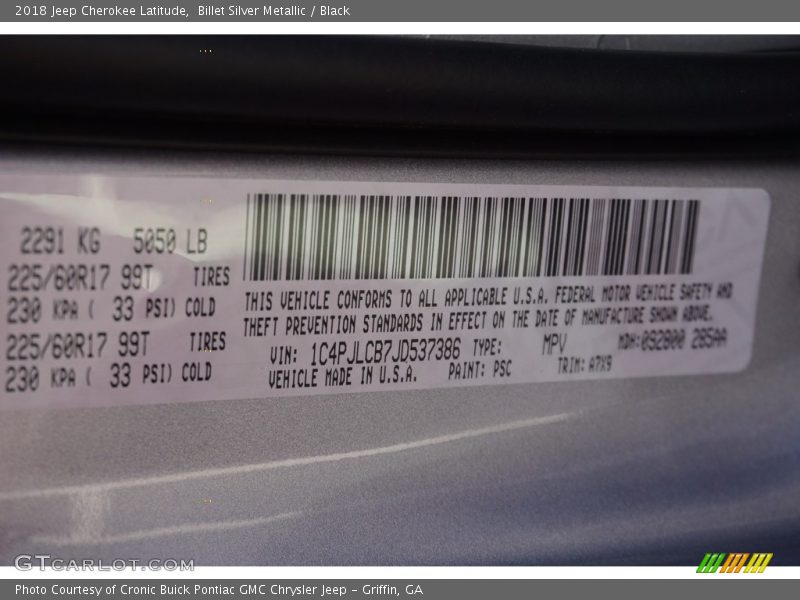 2018 Jeep Cherokee Latitude, Billet Silver Metallic / Black
2291 KG 5050 LB
225/60R17 99T TIRES
230 KPA ( 33 PSI) COLD
225/60R17 99T TIRES
230 KPA ( 33 PSI) COLD
THIS VEHICLE CONFORMS TO ALL APPLICABLE U.S.A. FEDERAL MOTOR VEHICLE SAFETY AND
THEFT PREVENTION STANDARDS IN EFFECT ON THE DATE OF MANUFACTURE SHOWN ABOVE.
VIN: 1C4PJLCB7JD537386 TYPE: MPV MDH:092800 285AA
VEHICLE MADE IN U.S.A. PAINT: PSC TRIM: A7X9
GTCarLot.com
Photo Courtesy of Cronic Buick Pontiac GMC Chrysler Jeep - Griffin, GA